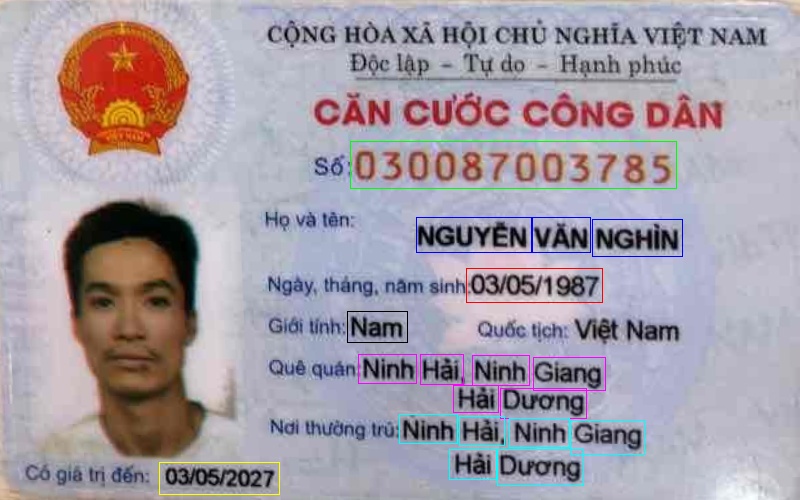 CỘNG HÒA XÃ HỘI CHỦ NGHĨA VIỆT NAM
Độc lập - Tự do - Hạnh phúc
CĂN CƯỚC CÔNG DÂN
Số: 030087003785
Họ và tên:
NGUYỄN VĂN NGHÌN
Ngày, tháng, năm sinh: 03/05/1987
Giới tính: Nam Quốc tịch: Việt Nam
Quê quán: Ninh Hải, Ninh Giang
Hải Dương
Nơi thường trú: Ninh Hải, Ninh Giang
Hải Dương
Có giá trị đến: 03/05/2027
VIỆT NAM